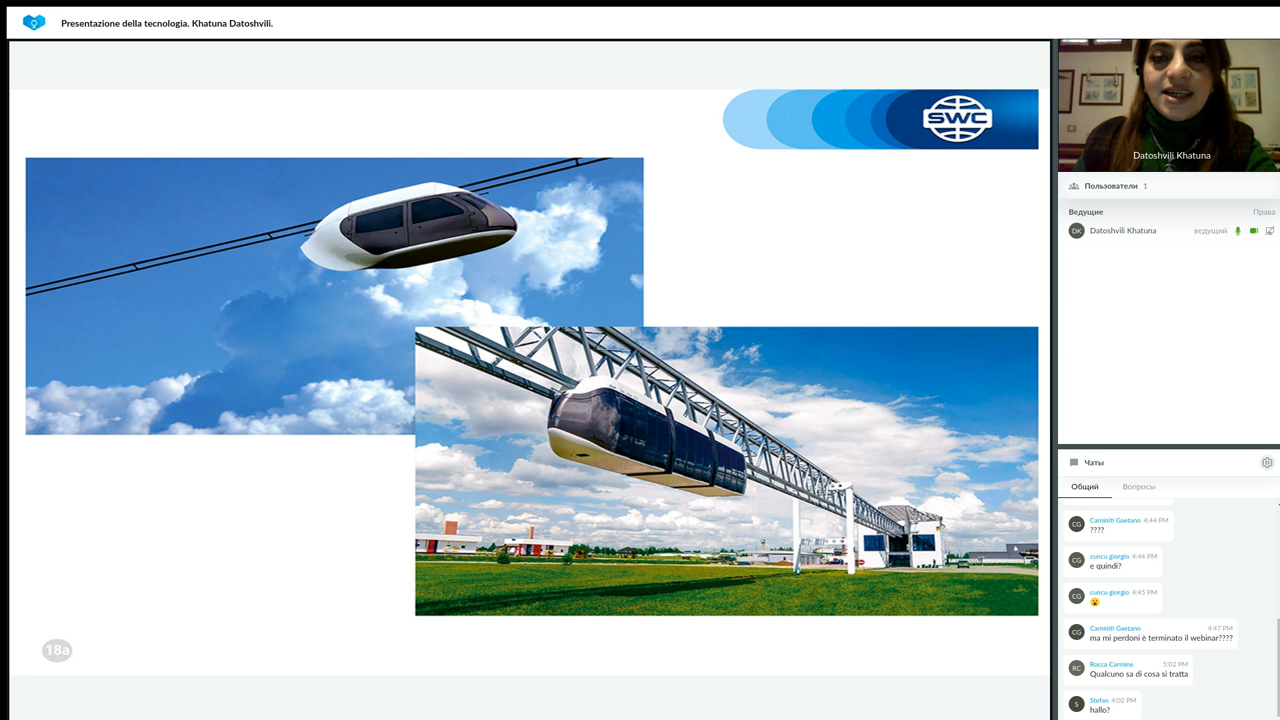 Presentazione della tecnologia. Khatuna Datoshvili.
SWC
18a
Datoshvili Khatuna
Пользователи 1
Ведущие Права
DK Datoshvili Khatuna ведущий
Чаты
Общий Вопросы
CG Caminiti Gaetano 4:44 PM
????
CG cuncu giorgio 4:44 PM
e quindi?
CG cuncu giorgio 4:45 PM
😮
CG Caminiti Gaetano 4:47 PM
ma mi perdoni è terminato il webinar????
RC Rocca Carmine 5:02 PM
Qualcuno sa di cosa si tratta
S Stefan 4:02 PM
hallo?